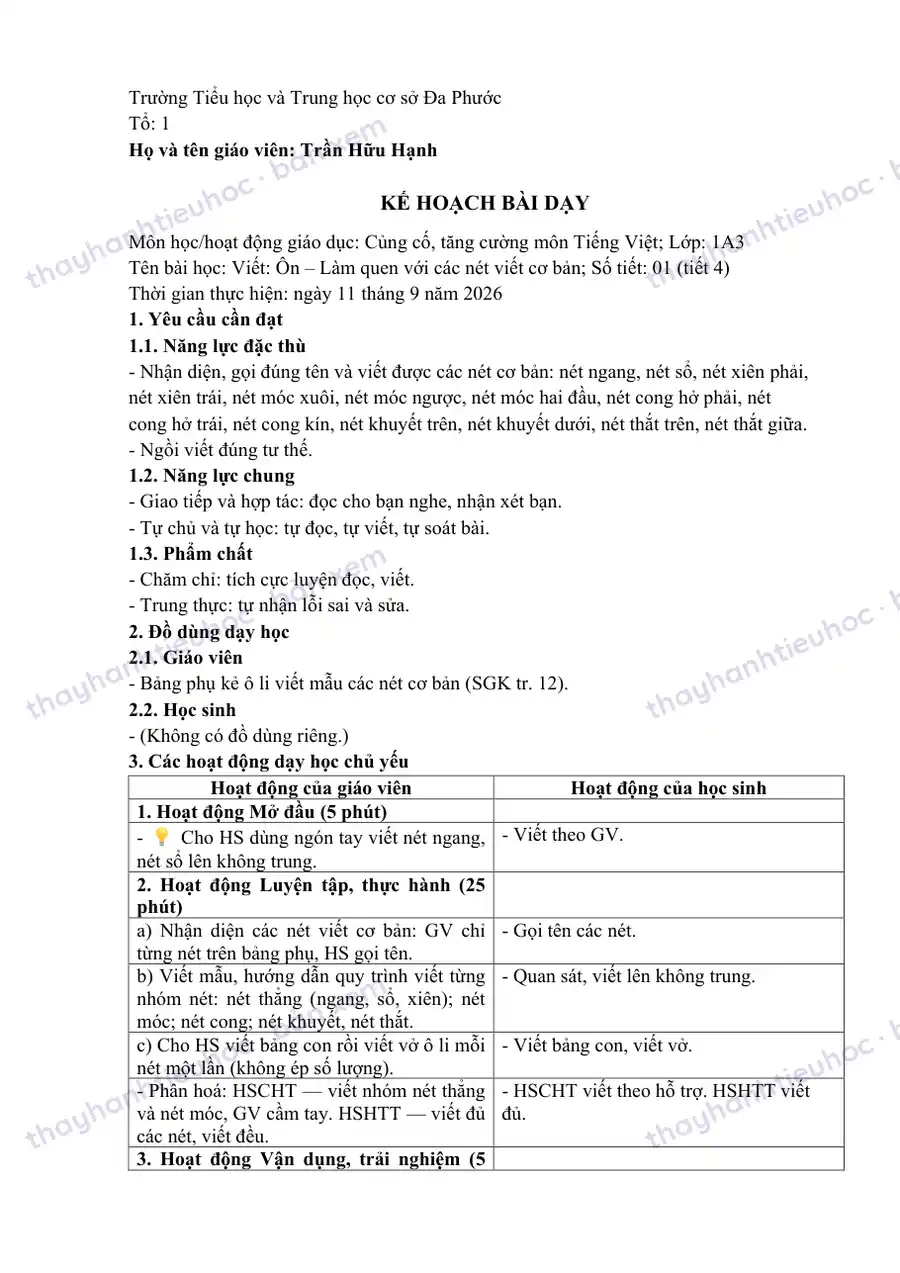 Trường Tiểu học và Trung học cơ sở Đa Phước
Tổ: 1
Họ và tên giáo viên: Trần Hữu Hạnh
KẾ HOẠCH BÀI DẠY
Môn học/hoạt động giáo dục: Củng cố, tăng cường môn Tiếng Việt; Lớp: 1A3
Tên bài học: Viết: Ôn – Làm quen với các nét viết cơ bản; Số tiết: 01 (tiết 4)
Thời gian thực hiện: ngày 11 tháng 9 năm 2026
1. Yêu cầu cần đạt
1.1. Năng lực đặc thù
- Nhận diện, gọi đúng tên và viết được các nét cơ bản: nét ngang, nét sổ, nét xiên phải,
nét xiên trái, nét móc xuôi, nét móc ngược, nét móc hai đầu, nét cong hở phải, nét
cong hở trái, nét cong kín, nét khuyết trên, nét khuyết dưới, nét thắt trên, nét thắt giữa.
- Ngồi viết đúng tư thế.
1.2. Năng lực chung
- Giao tiếp và hợp tác: đọc cho bạn nghe, nhận xét bạn.
- Tự chủ và tự học: tự đọc, tự viết, tự soát bài.
1.3. Phẩm chất
- Chăm chỉ: tích cực luyện đọc, viết.
- Trung thực: tự nhận lỗi sai và sửa.
2. Đồ dùng dạy học
2.1. Giáo viên
- Bảng phụ kẻ ô li viết mẫu các nét cơ bản (SGK tr. 12).
2.2. Học sinh
- (Không có đồ dùng riêng.)
3. Các hoạt động dạy học chủ yếu
Hoạt động của giáo viên
Hoạt động của học sinh
1. Hoạt động Mở đầu (5 phút)
- 💡 Cho HS dùng ngón tay viết nét ngang,
nét sổ lên không trung.
- Viết theo GV.
2. Hoạt động Luyện tập, thực hành (25
phút)
a) Nhận diện các nét viết cơ bản: GV chỉ
từng nét trên bảng phụ, HS gọi tên.
- Gọi tên các nét.
b) Viết mẫu, hướng dẫn quy trình viết từng
nhóm nét: nét thẳng (ngang, sổ, xiên); nét
móc; nét cong; nét khuyết, nét thắt.
- Quan sát, viết lên không trung.
c) Cho HS viết bảng con rồi viết vở ô li mỗi
nét một lần (không ép số lượng).
- Viết bảng con, viết vở.
- Phân hoá: HSCHT — viết nhóm nét thẳng
và nét móc, GV cầm tay. HSHTT — viết đủ
các nét, viết đều.
- HSCHT viết theo hỗ trợ. HSHTT viết
đủ.
3. Hoạt động Vận dụng, trải nghiệm (5
thayhanhtieuhoc · bản xem
thayhanhtieuhoc · b
thayhanhtieuhoc · bản xem
thayhanhtieuhoc · b
thayhanhtieuhoc · bản xem
thayhanhtieuhoc · b